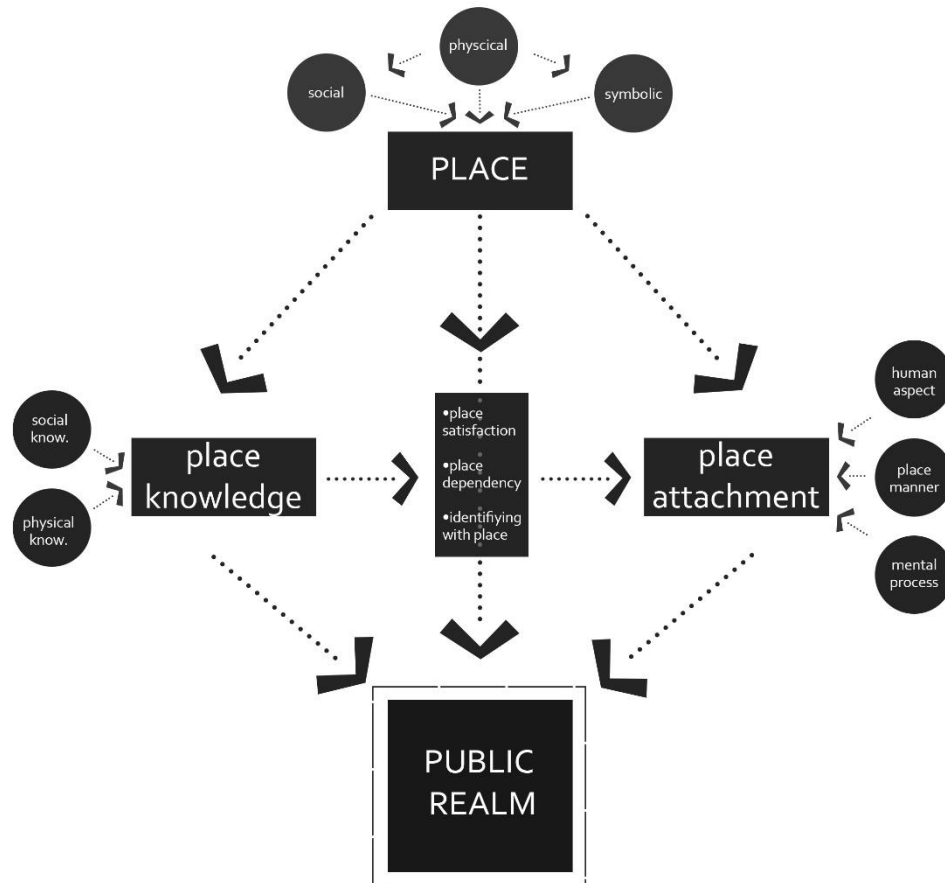 physcical
social
symbolic
PLACE
human
aspect
social
know.
•place
satisfaction
place
knowledge
•place
dependency
place
attachment
place
manner
physical
know.
•identifiying
with place
mental
process
PUBLIC
REALM